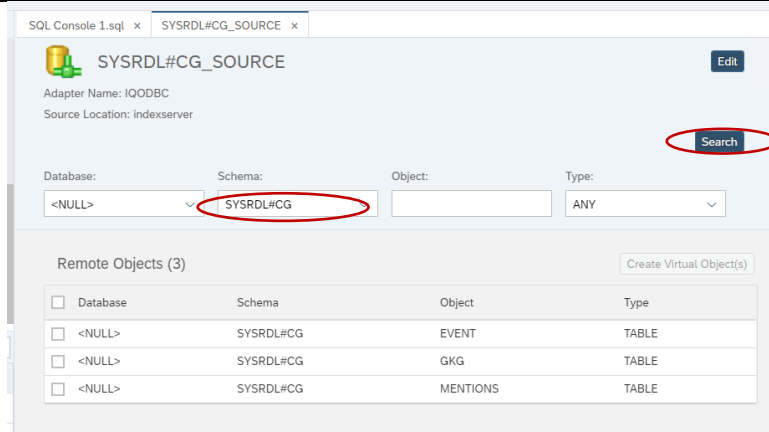 SQL Console 1.sql × SYSRDL#CG_SOURCE ×
SYSRDL#CG_SOURCE Edit
Adapter Name: IQODBC
Source Location: indexserver
Search
Database: Schema: Object: Type:
<NULL> SYSRDL#CG ANY
Remote Objects (3) Create Virtual Object(s)
Database Schema Object Type
<NULL> SYSRDL#CG EVENT TABLE
<NULL> SYSRDL#CG GKG TABLE
<NULL> SYSRDL#CG MENTIONS TABLE